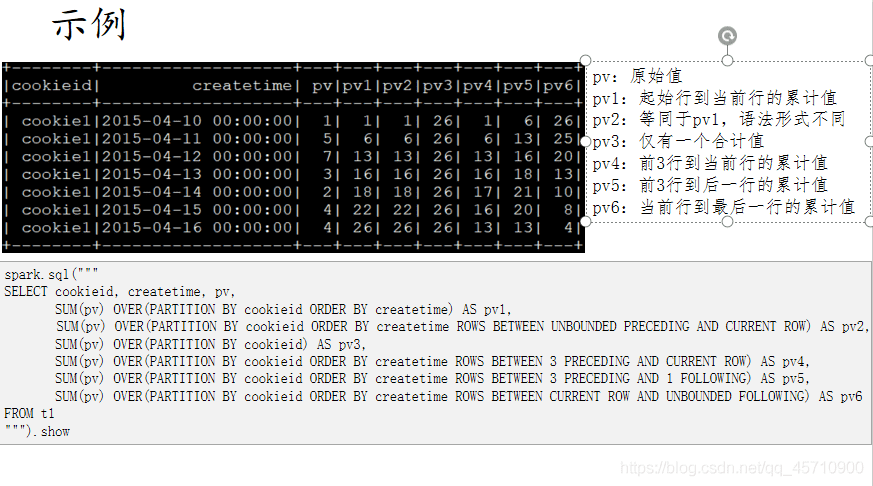 示例
+--------+-------------------+---+---+---+---+---+---+---+
|cookieid|         createtime| pv|pv1|pv2|pv3|pv4|pv5|pv6|
+--------+-------------------+---+---+---+---+---+---+---+
| cookie1|2015-04-10 00:00:00|  1|  1|  1| 26|  1|  6| 26|
| cookie1|2015-04-11 00:00:00|  5|  6|  6| 26|  6| 13| 25|
| cookie1|2015-04-12 00:00:00|  7| 13| 13| 26| 13| 16| 20|
| cookie1|2015-04-13 00:00:00|  3| 16| 16| 26| 16| 18| 13|
| cookie1|2015-04-14 00:00:00|  2| 18| 18| 26| 17| 21| 10|
| cookie1|2015-04-15 00:00:00|  4| 22| 22| 26| 16| 20|  8|
| cookie1|2015-04-16 00:00:00|  4| 26| 26| 26| 13| 13|  4|
+--------+-------------------+---+---+---+---+---+---+---+
pv：原始值
pv1：起始行到当前行的累计值
pv2：等同于pv1，语法形式不同
pv3：仅有一个合计值
pv4：前3行到当前行的累计值
pv5：前3行到后一行的累计值
pv6：当前行到最后一行的累计值
spark.sql("""
SELECT cookieid, createtime, pv,
SUM(pv) OVER(PARTITION BY cookieid ORDER BY createtime) AS pv1,
SUM(pv) OVER(PARTITION BY cookieid ORDER BY createtime ROWS BETWEEN UNBOUNDED PRECEDING AND CURRENT ROW) AS pv2,
SUM(pv) OVER(PARTITION BY cookieid) AS pv3,
SUM(pv) OVER(PARTITION BY cookieid ORDER BY createtime ROWS BETWEEN 3 PRECEDING AND CURRENT ROW) AS pv4,
SUM(pv) OVER(PARTITION BY cookieid ORDER BY createtime ROWS BETWEEN 3 PRECEDING AND 1 FOLLOWING) AS pv5,
SUM(pv) OVER(PARTITION BY cookieid ORDER BY createtime ROWS BETWEEN CURRENT ROW AND UNBOUNDED FOLLOWING) AS pv6
FROM t1
""").show
https://blog.csdn.net/qq_45710900